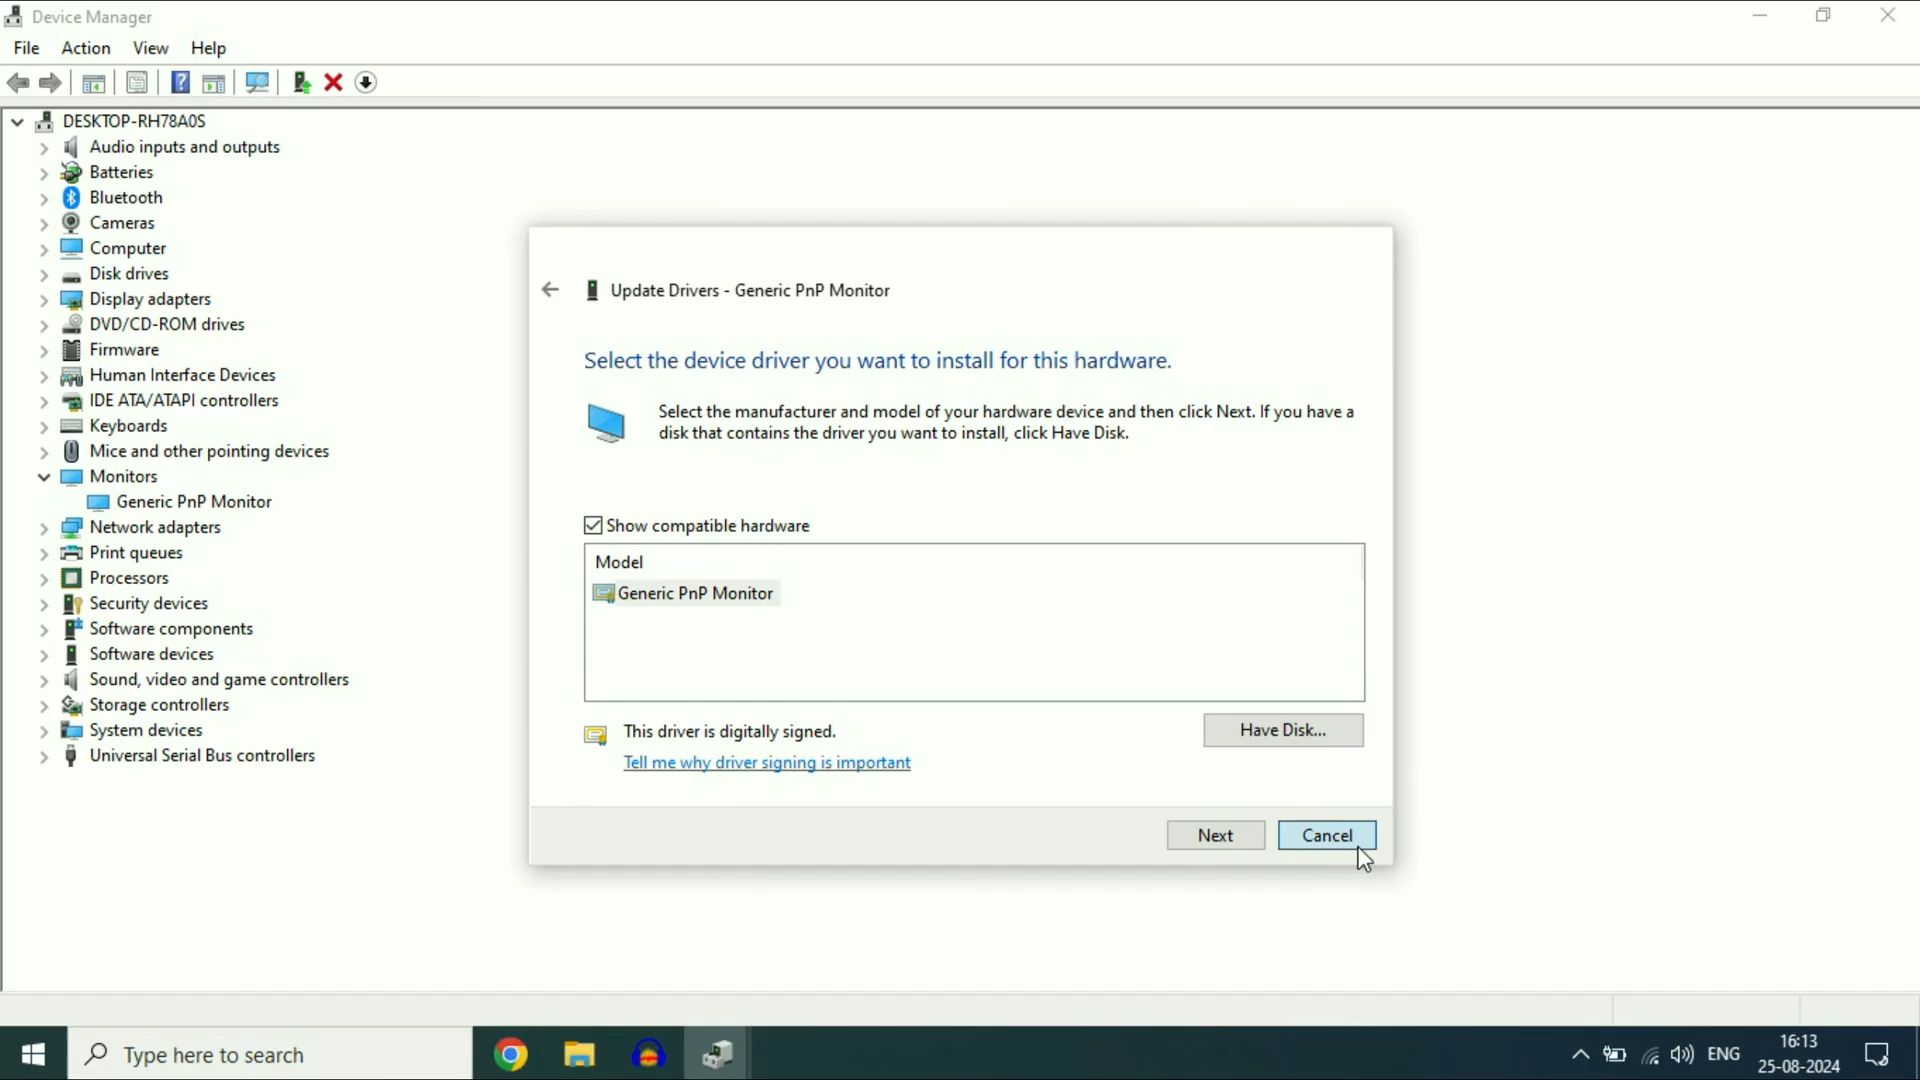 Device Manager
File Action View Help
DESKTOP-RH78A0S
Audio inputs and outputs
Batteries
Bluetooth
Cameras
Computer
Disk drives
Display adapters
DVD/CD-ROM drives
Firmware
Human Interface Devices
IDE ATA/ATAPI controllers
Keyboards
Mice and other pointing devices
Monitors
Generic PnP Monitor
Network adapters
Print queues
Processors
Security devices
Software components
Software devices
Sound, video and game controllers
Storage controllers
System devices
Universal Serial Bus controllers
Update Drivers - Generic PnP Monitor
Select the device driver you want to install for this hardware.
Select the manufacturer and model of your hardware device and then click Next. If you have a
disk that contains the driver you want to install, click Have Disk.
Show compatible hardware
Model
Generic PnP Monitor
This driver is digitally signed.
Have Disk...
Tell me why driver signing is important
Next Cancel
Type here to search
ENG
16:13
25-08-2024